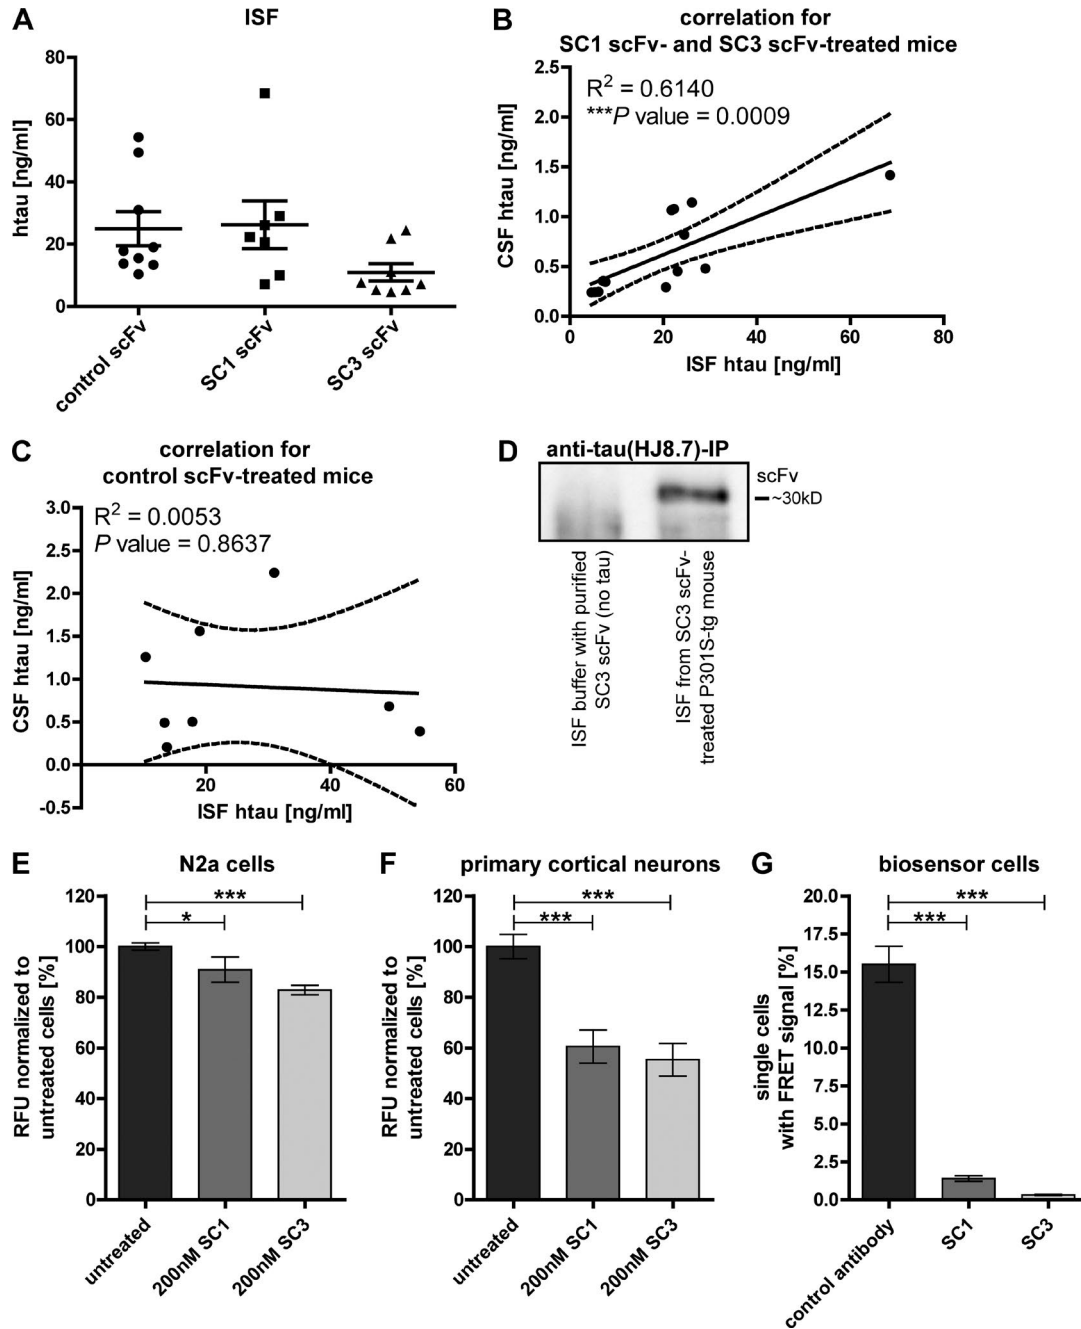 A
ISF
htau [ng/ml]
80
60
40
20
0
control scFv
SC1 scFv
SC3 scFv
B
correlation for
SC1 scFv- and SC3 scFv-treated mice
R² = 0.6140
***P value = 0.0009
CSF htau [ng/ml]
2.5
2.0
1.5
1.0
0.5
0.0
0
20
40
60
80
ISF htau [ng/ml]
C
correlation for
control scFv-treated mice
R² = 0.0053
P value = 0.8637
CSF htau [ng/ml]
3.0
2.5
2.0
1.5
1.0
0.5
0.0
-0.5
20
40
60
ISF htau [ng/ml]
D
anti-tau(HJ8.7)-IP
scFv
~30kD
ISF buffer with purified
SC3 scFv (no tau)
ISF from SC3 scFv-
treated P301S-tg mouse
E
N2a cells
RFU normalized to
untreated cells [%]
120
100
80
60
40
20
0
***
*
untreated
200nM SC1
200nM SC3
F
primary cortical neurons
RFU normalized to
untreated cells [%]
120
100
80
60
40
20
0
***
***
untreated
200nM SC1
200nM SC3
G
biosensor cells
single cells
with FRET signal [%]
20.0
17.5
15.0
12.5
10.0
7.5
5.0
2.5
0.0
***
***
control antibody
SC1
SC3